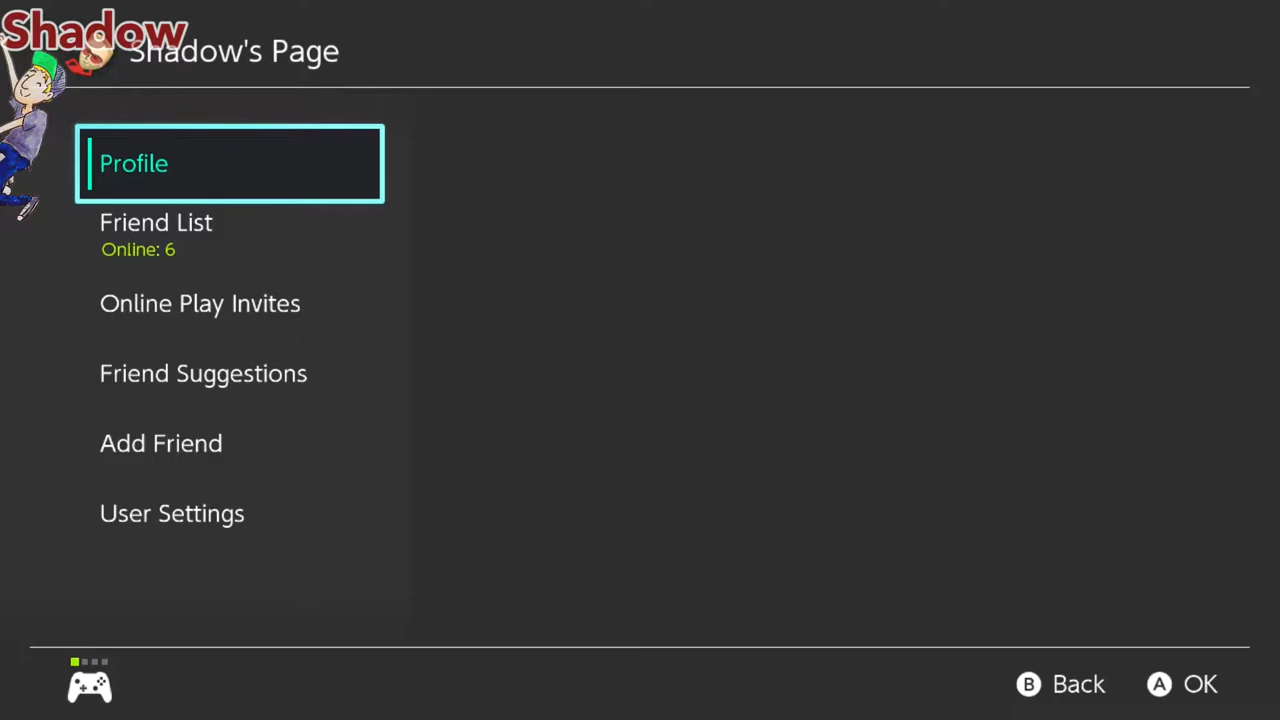 Shadow
Shadow's Page
Profile
Friend List
Online: 6
Online Play Invites
Friend Suggestions
Add Friend
User Settings
B Back
A OK